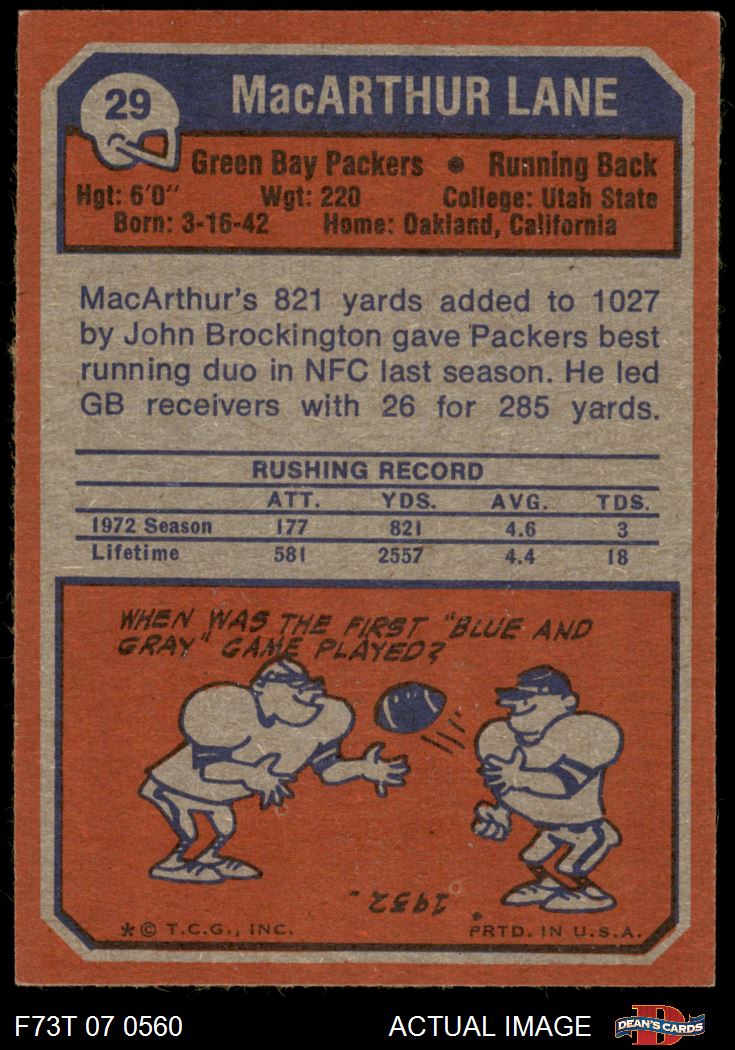 29
MacARTHUR LANE
Green Bay Packers • Running Back
Hgt: 6'0" Wgt: 220 College: Utah State
Born: 3-16-42 Home: Oakland, California
MacArthur's 821 yards added to 1027
by John Brockington gave Packers best
running duo in NFC last season. He led
GB receivers with 26 for 285 yards.
RUSHING RECORD
ATT. YDS. AVG. TDS.
1972 Season 177 821 4.6 3
Lifetime 581 2557 4.4 18
WHEN WAS THE FIRST "BLUE AND
GRAY" GAME PLAYED?
1932.
*© T.C.G., INC. PRTD. IN U.S.A.
F73T 07 0560 ACTUAL IMAGE DEAN'S CARDS